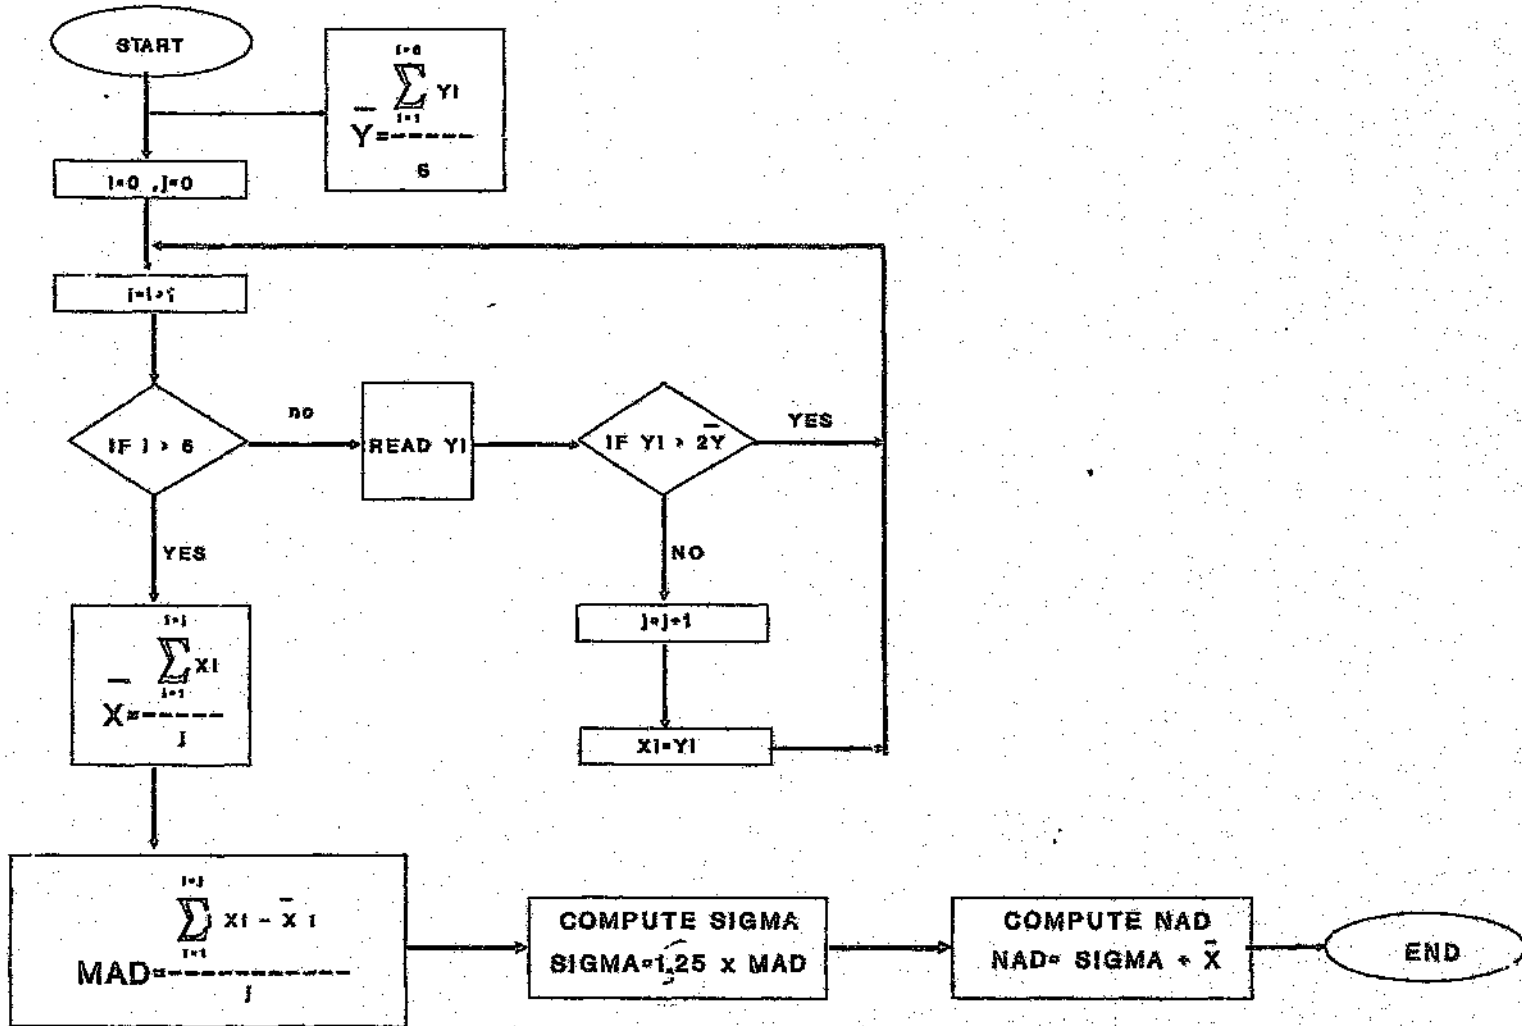 START
i=6
∑ Yi
i=1
Y̅=-----
6
i=0 ,j=0
i=i+1
IF i > 6
no
READ Yi
IF Yi > 2Y̅
YES
YES
NO
j=j+1
Xi=Yi
i=j
∑ Xi
i=1
X̅=-----
j
i=j
∑ Xi - X̅ i
i=1
MAD=-----------
j
COMPUTE SIGMA
SIGMA=1.25 x MAD
COMPUTE NAD
NAD= SIGMA + X̅
END